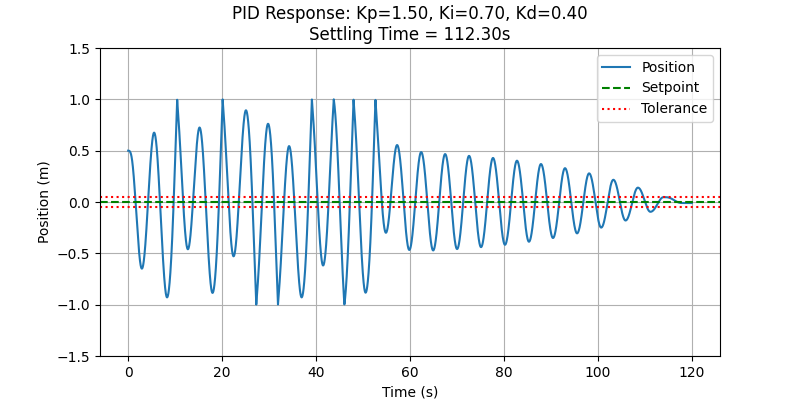 PID Response: Kp=1.50, Ki=0.70, Kd=0.40
Settling Time = 112.30s
1.5
1.0
0.5
0.0
−0.5
−1.0
−1.5
Position (m)
Position
Setpoint
Tolerance
0 20 40 60 80 100 120
Time (s)